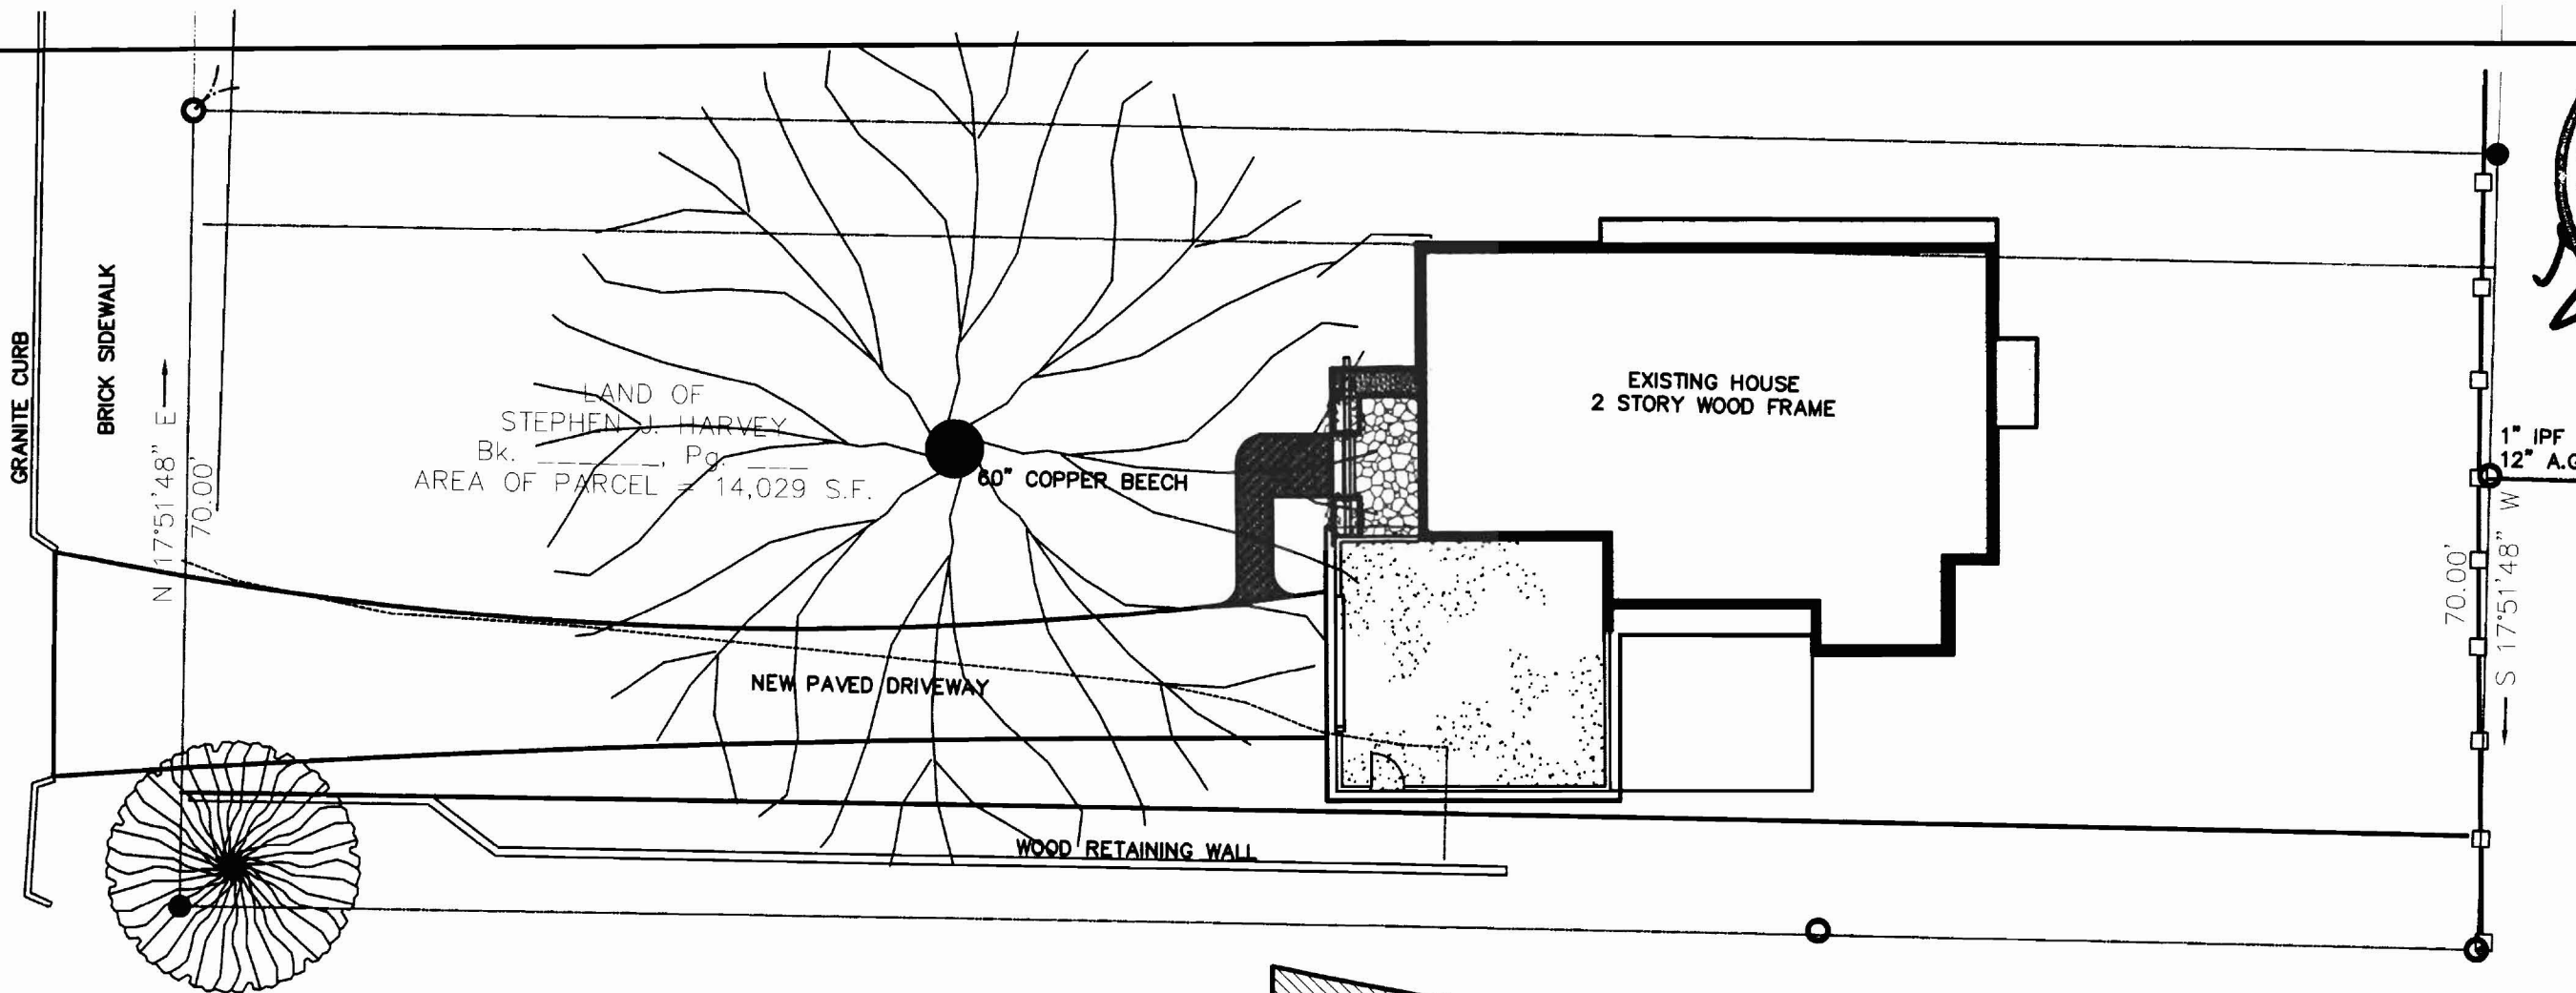 GRANITE CURB
BRICK SIDEWALK
N 17°51'48" E
70.00'
LAND OF
STEPHEN J. HARVEY
Bk. _______, Pg. ___
AREA OF PARCEL = 14,029 S.F.
60" COPPER BEECH
NEW PAVED DRIVEWAY
WOOD RETAINING WALL
EXISTING HOUSE
2 STORY WOOD FRAME
1" IPF
12" A.G
70.00'
S 17°51'48" W